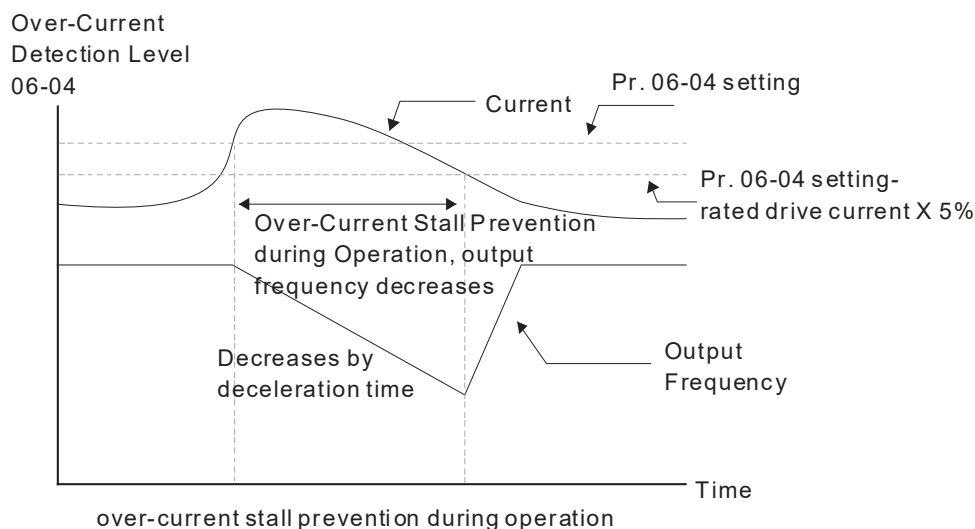 Over-Current
Detection Level
06-04
Pr. 06-04 setting
Current
Pr. 06-04 setting-
rated drive current X 5%
Over-Current Stall Prevention
during Operation, output
frequency decreases
Decreases by
deceleration time
Output
Frequency
Time
over-current stall prevention during operation